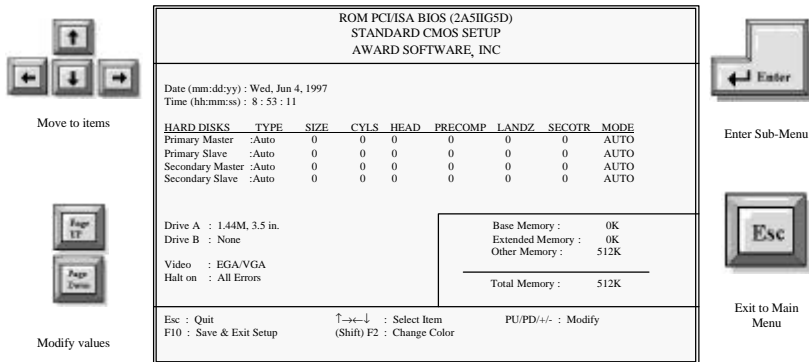 ROM PCI/ISA BIOS (2A5IIG5D)
STANDARD CMOS SETUP
AWARD SOFTWARE, INC
Date (mm:dd:yy) : Wed, Jun 4, 1997
Time (hh:mm:ss) : 8 : 53 : 11
HARD DISKS TYPE SIZE CYLS HEAD PRECOMP LANDZ SECOTR MODE
Primary Master :Auto 0 0 0 0 0 0 AUTO
Primary Slave :Auto 0 0 0 0 0 0 AUTO
Secondary Master :Auto 0 0 0 0 0 0 AUTO
Secondary Slave :Auto 0 0 0 0 0 0 AUTO
Drive A : 1.44M, 3.5 in.
Drive B : None
Video : EGA/VGA
Halt on : All Errors
Base Memory : 0K
Extended Memory : 0K
Other Memory : 512K
Total Memory : 512K
Esc : Quit ↑→←↓ : Select Item PU/PD/+/- : Modify
F10 : Save & Exit Setup (Shift) F2 : Change Color
Move to items
Page
UP
Page
Down
Modify values
Enter
Enter Sub-Menu
Esc
Exit to Main
Menu